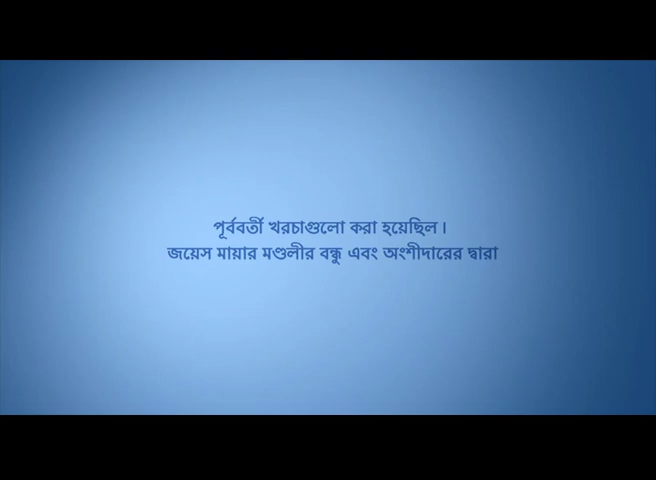 পূর্ববর্তী খরচাগুলো করা হয়েছিল।
জয়েস মায়ার মণ্ডলীর বন্ধু এবং অংশীদারের দ্বারা